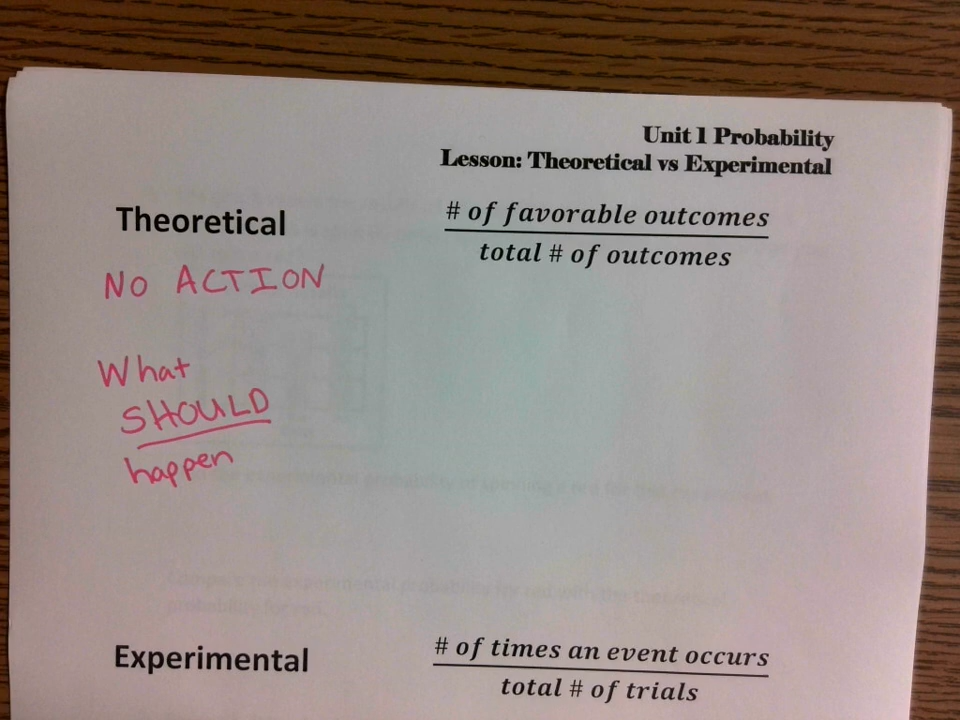 Unit 1 Probability
Lesson: Theoretical vs Experimental
Theoretical
# of favorable outcomes
total # of outcomes
NO ACTION
What
SHOULD
happen
Experimental
# of times an event occurs
total # of trials